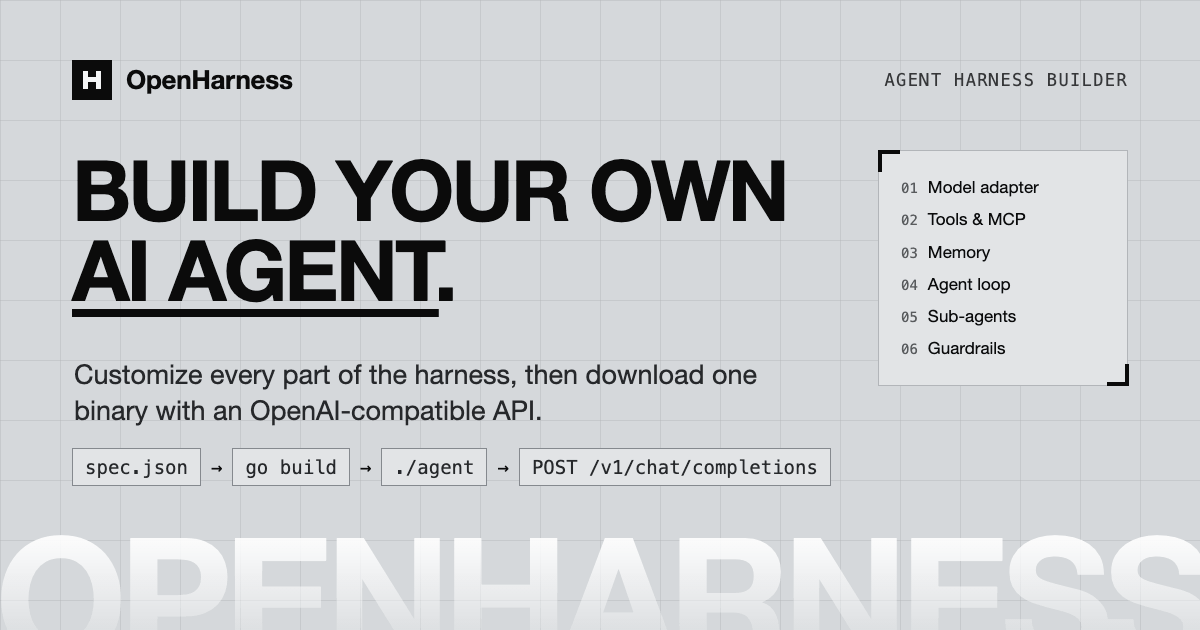 H OpenHarness
AGENT HARNESS BUILDER
BUILD YOUR OWN
AI AGENT.
Customize every part of the harness, then download one
binary with an OpenAI-compatible API.
spec.json → go build → ./agent → POST /v1/chat/completions
01 Model adapter
02 Tools & MCP
03 Memory
04 Agent loop
05 Sub-agents
06 Guardrails
OPENHARNESS